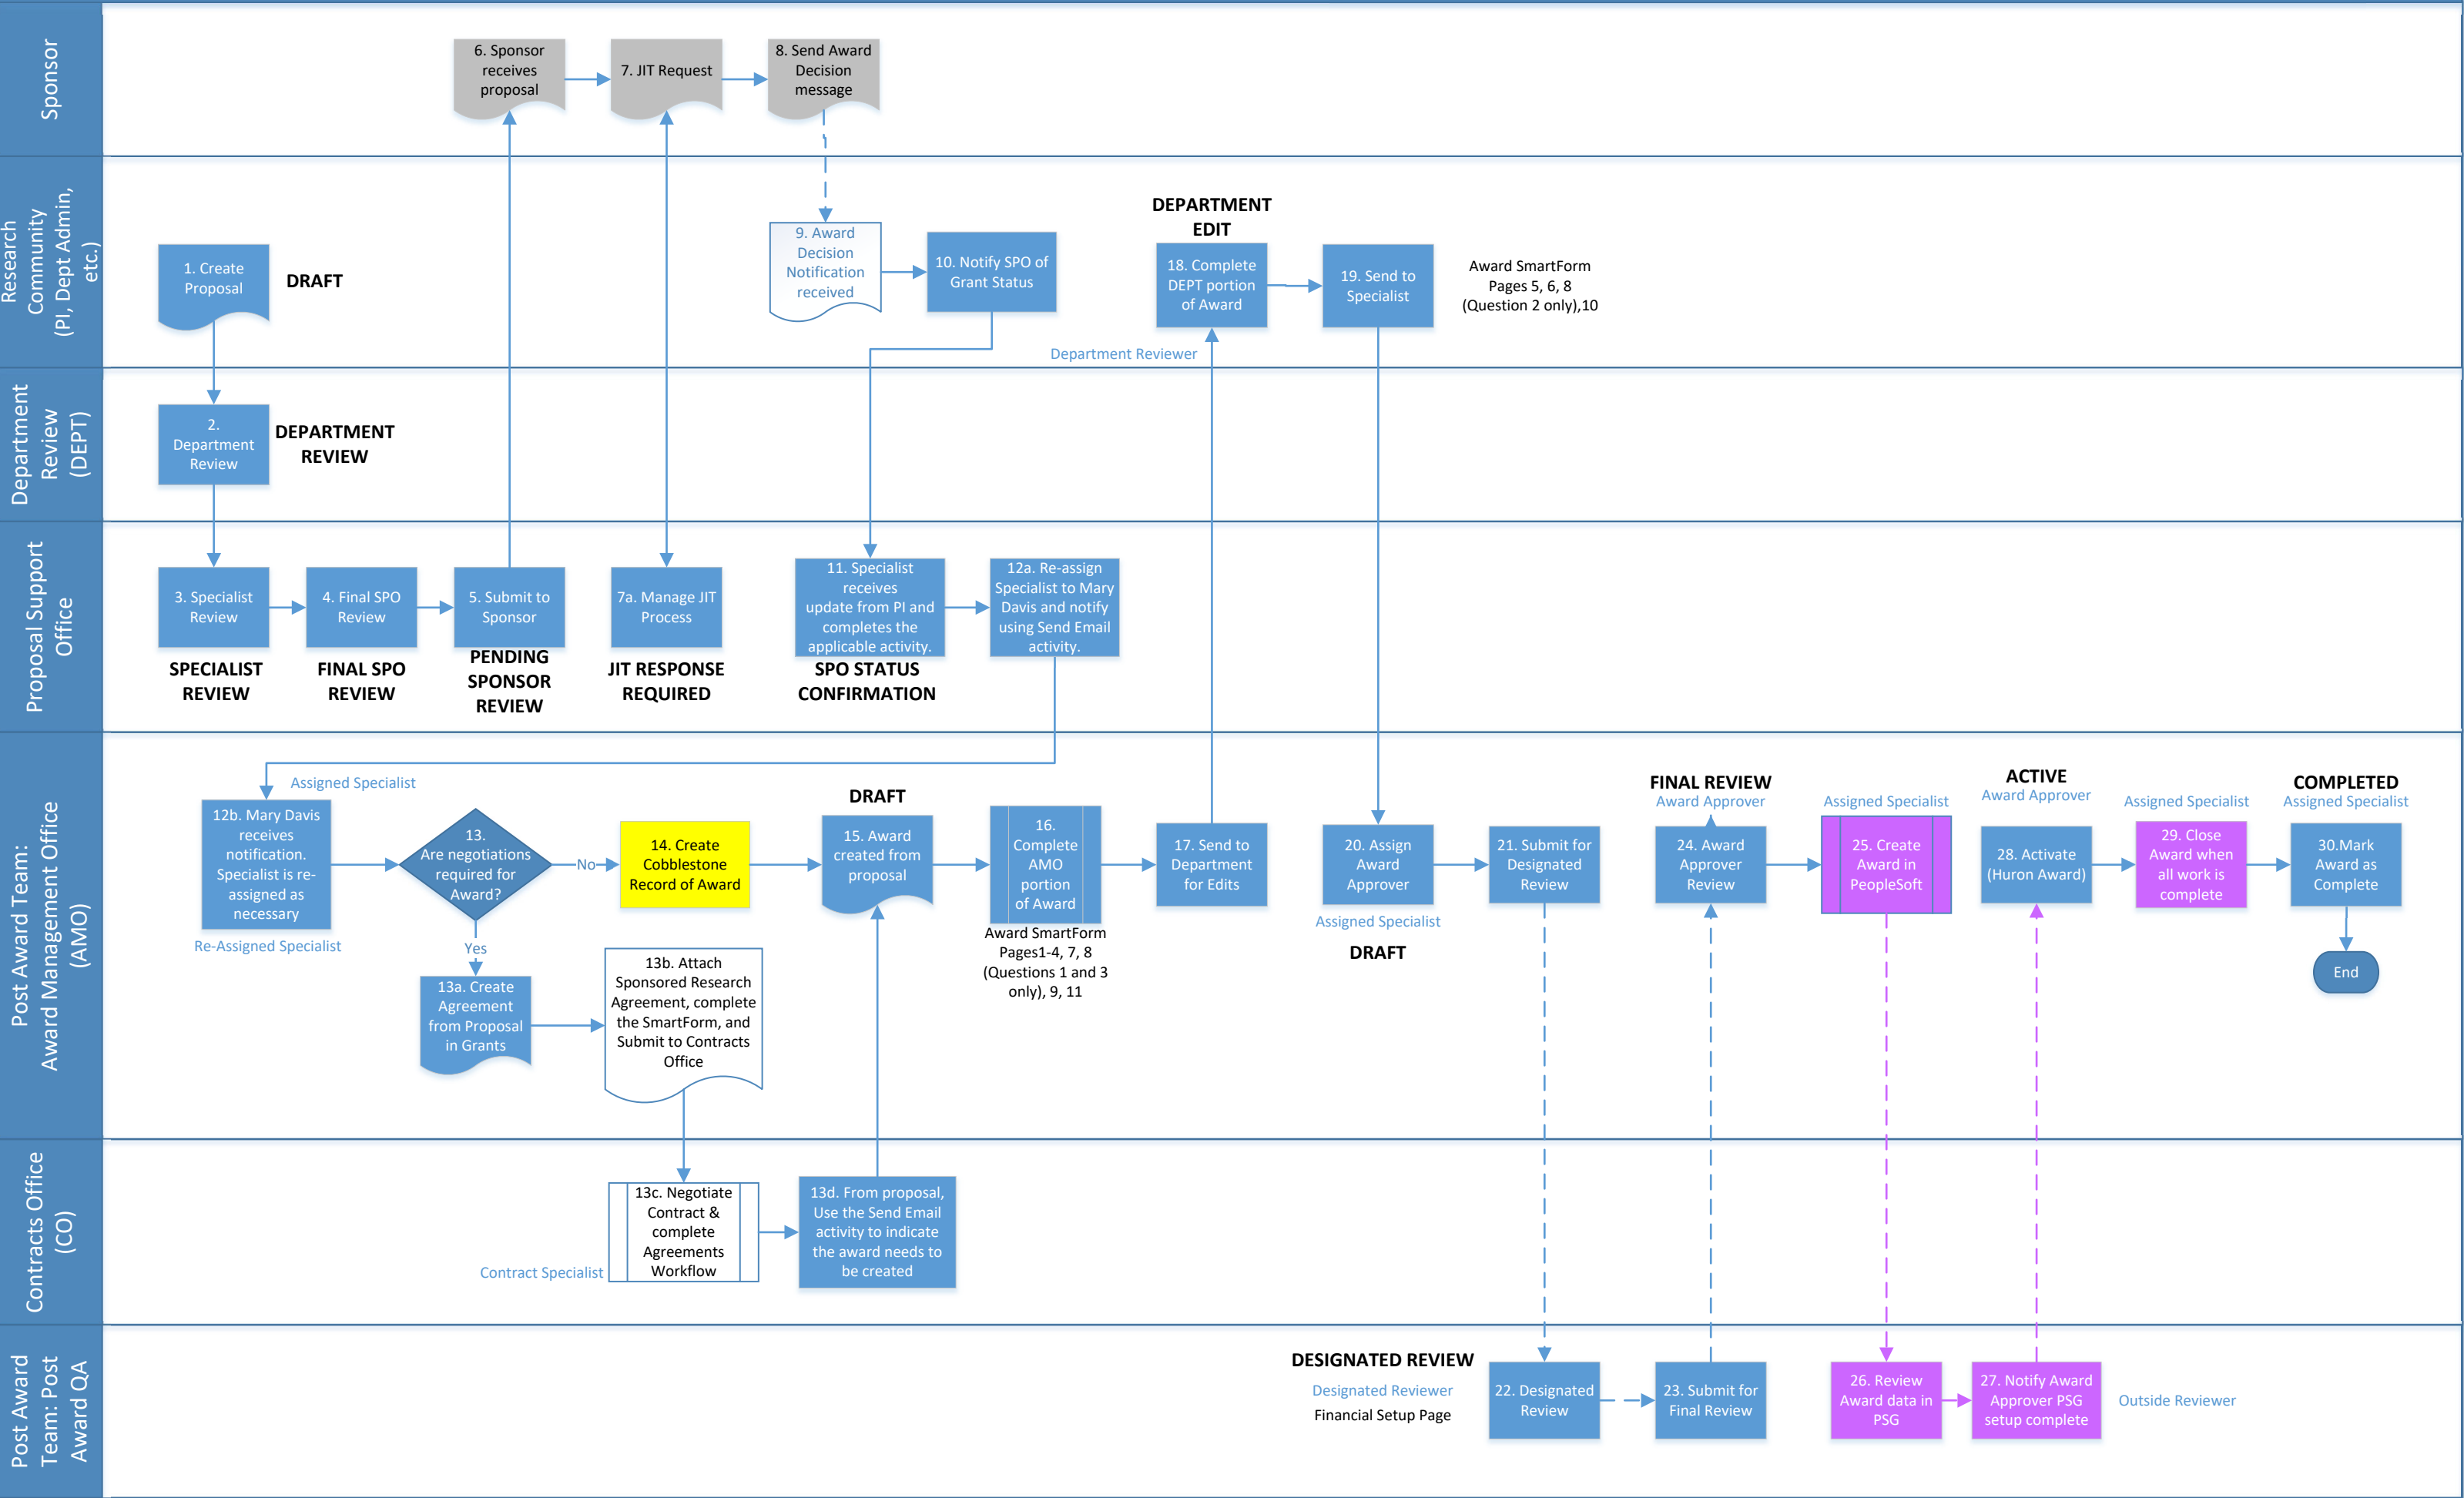 Sponsor
6. Sponsor
receives
proposal
7. JIT Request
8. Send Award
Decision
message
Research
Community
(PI, Dept Admin,
etc.)
1. Create
Proposal
DRAFT
9. Award
Decision
Notification
received
10. Notify SPO of
Grant Status
DEPARTMENT
EDIT
18. Complete
DEPT portion
of Award
19. Send to
Specialist
Award SmartForm
Pages 5, 6, 8
(Question 2 only),10
Department Reviewer
Department
Review
(DEPT)
2.
Department
Review
DEPARTMENT
REVIEW
Proposal Support
Office
3. Specialist
Review
SPECIALIST
REVIEW
4. Final SPO
Review
FINAL SPO
REVIEW
5. Submit to
Sponsor
PENDING
SPONSOR
REVIEW
7a. Manage JIT
Process
JIT RESPONSE
REQUIRED
11. Specialist
receives
update from PI and
completes the
applicable activity.
SPO STATUS
CONFIRMATION
12a. Re-assign
Specialist to Mary
Davis and notify
using Send Email
activity.
Post Award Team:
Award Management Office
(AMO)
Assigned Specialist
12b. Mary Davis
receives
notification.
Specialist is re-
assigned as
necessary
Re-Assigned Specialist
13.
Are negotiations
required for
Award?
No
Yes
13a. Create
Agreement
from Proposal
in Grants
13b. Attach
Sponsored Research
Agreement, complete
the SmartForm, and
Submit to Contracts
Office
14. Create
Cobblestone
Record of Award
DRAFT
15. Award
created from
proposal
16.
Complete
AMO
portion
of Award
Award SmartForm
Pages1-4, 7, 8
(Questions 1 and 3
only), 9, 11
17. Send to
Department
for Edits
20. Assign
Award
Approver
Assigned Specialist
DRAFT
21. Submit for
Designated
Review
FINAL REVIEW
Award Approver
24. Award
Approver
Review
Assigned Specialist
25. Create
Award in
PeopleSoft
ACTIVE
Award Approver
28. Activate
(Huron Award)
Assigned Specialist
29. Close
Award when
all work is
complete
COMPLETED
Assigned Specialist
30.Mark
Award as
Complete
End
Contracts Office
(CO)
Contract Specialist
13c. Negotiate
Contract &
complete
Agreements
Workflow
13d. From proposal,
Use the Send Email
activity to indicate
the award needs to
be created
Post Award
Team: Post
Award QA
DESIGNATED REVIEW
Designated Reviewer
Financial Setup Page
22. Designated
Review
23. Submit for
Final Review
26. Review
Award data in
PSG
27. Notify Award
Approver PSG
setup complete
Outside Reviewer